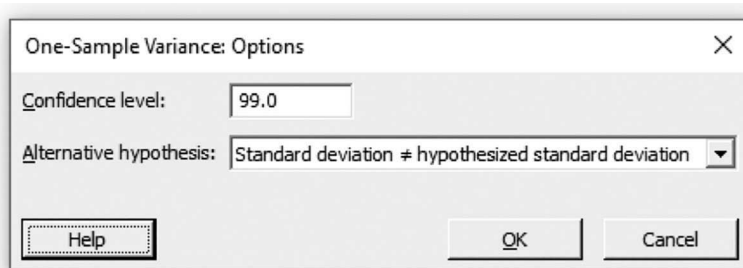 One-Sample Variance: Options
Confidence level: 99.0
Alternative hypothesis: Standard deviation ≠ hypothesized standard deviation
Help OK Cancel